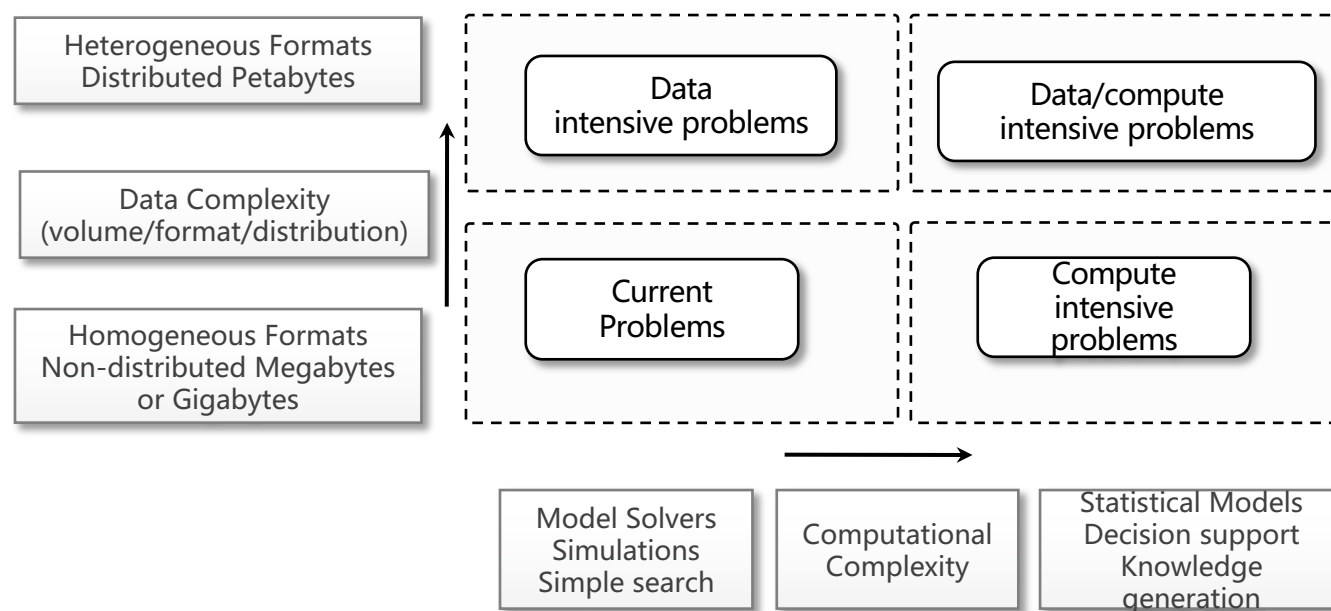 Heterogeneous Formats
Distributed Petabytes
Data
intensive problems
Data/compute
intensive problems
Data Complexity
(volume/format/distribution)
Homogeneous Formats
Non-distributed Megabytes
or Gigabytes
Current
Problems
Compute
intensive
problems
Model Solvers
Simulations
Simple search
Computational
Complexity
Statistical Models
Decision support
Knowledge
generation